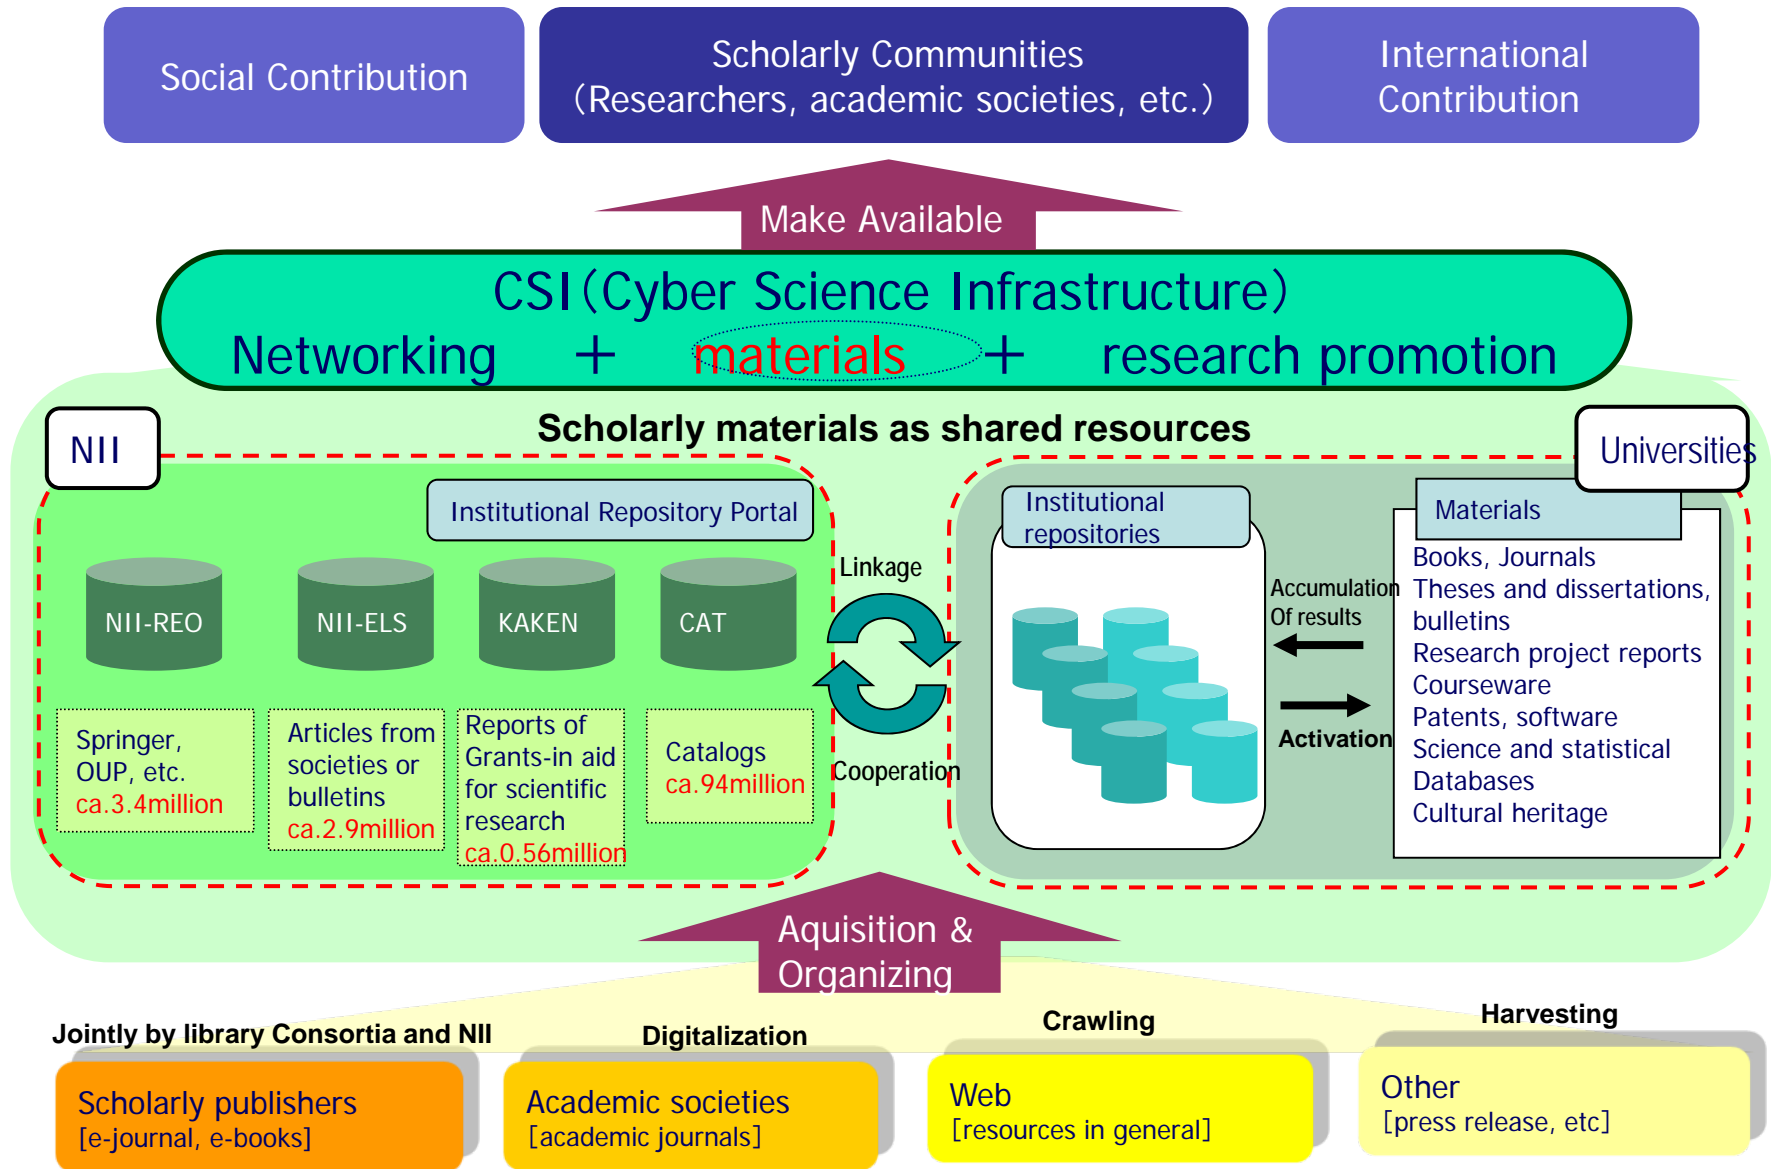 Social Contribution
Scholarly Communities
(Researchers, academic societies, etc.)
International
Contribution
Make Available
CSI(Cyber Science Infrastructure)
Networking + materials + research promotion
Scholarly materials as shared resources
NII
Universities
Institutional Repository Portal
NII-REO
NII-ELS
KAKEN
CAT
Springer,
OUP, etc.
ca.3.4million
Articles from
societies or
bulletins
ca.2.9million
Reports of
Grants-in aid
for scientific
research
ca.0.56million
Catalogs
ca.94million
Linkage
Cooperation
Institutional
repositories
Accumulation
Of results
Activation
Materials
Books, Journals
Theses and dissertations,
bulletins
Research project reports
Courseware
Patents, software
Science and statistical
Databases
Cultural heritage
Aquisition &
Organizing
Jointly by library Consortia and NII
Scholarly publishers
[e-journal, e-books]
Digitalization
Academic societies
[academic journals]
Crawling
Web
[resources in general]
Harvesting
Other
[press release, etc]